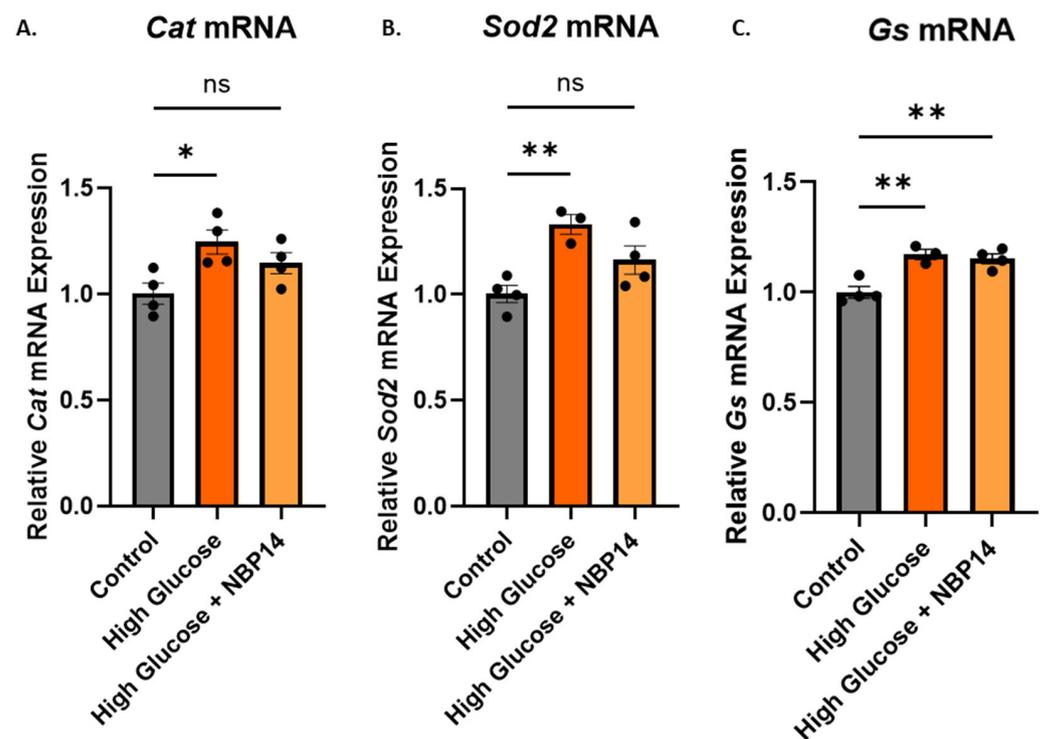 A.
Cat mRNA
ns
*
Relative Cat mRNA Expression
1.5
1.0
0.5
0.0
Control
High Glucose
High Glucose + NBP14
B.
Sod2 mRNA
ns
**
Relative Sod2 mRNA Expression
1.5
1.0
0.5
0.0
Control
High Glucose
High Glucose + NBP14
C.
Gs mRNA
**
**
Relative Gs mRNA Expression
1.5
1.0
0.5
0.0
Control
High Glucose
High Glucose + NBP14